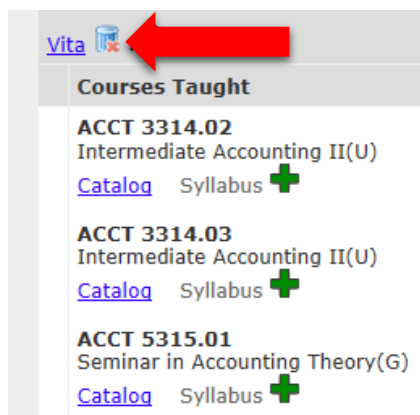 Vita
Courses Taught
ACCT 3314.02
Intermediate Accounting II(U)
Catalog Syllabus
ACCT 3314.03
Intermediate Accounting II(U)
Catalog Syllabus
ACCT 5315.01
Seminar in Accounting Theory(G)
Catalog Syllabus